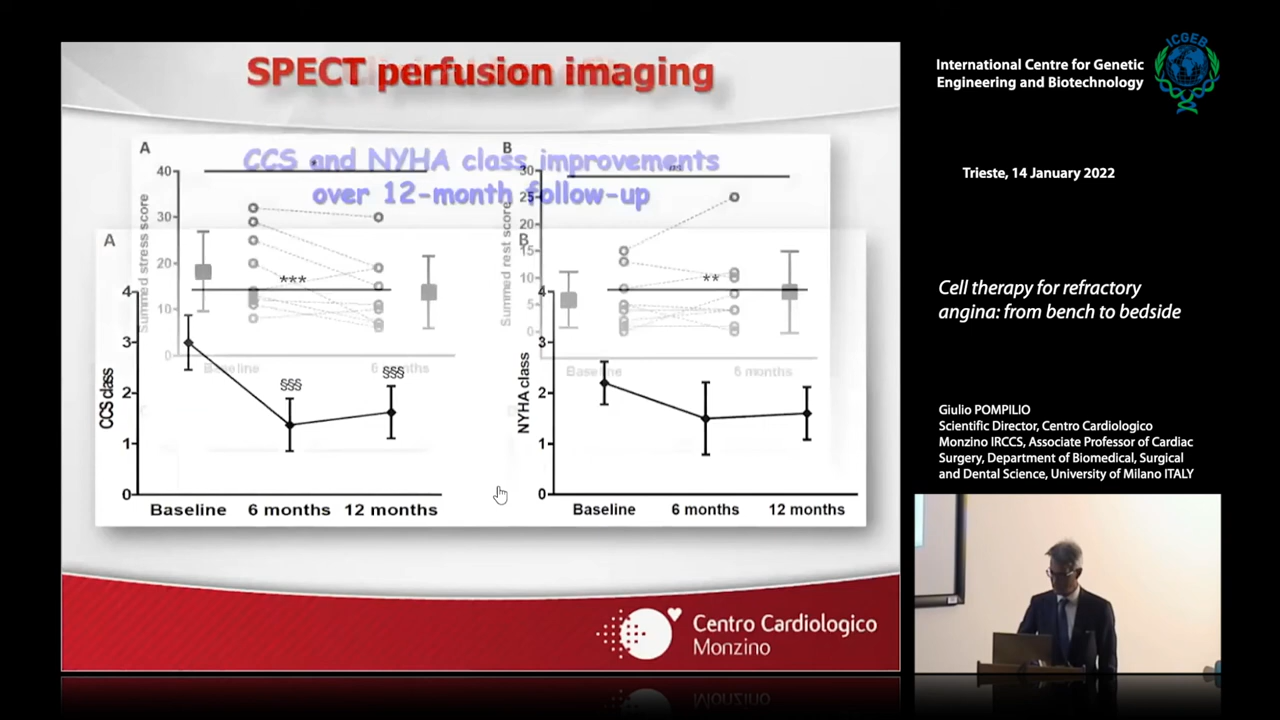 SPECT perfusion imaging
CCS and NYHA class improvements
over 12-month follow-up
A
40
30
20
10
0
Summed stress score
*
Baseline
6 months
B
30
25
20
15
10
5
0
Summed rest score
ns
Baseline
6 months
A
4
3
2
1
0
CCS class
***
§§§
§§§
Baseline 6 months 12 months
B
4
3
2
1
0
NYHA class
**
Baseline 6 months 12 months
Centro Cardiologico
Monzino
International Centre for Genetic
Engineering and Biotechnology
ICGEB
Trieste, 14 January 2022
Cell therapy for refractory
angina: from bench to bedside
Giulio POMPILIO
Scientific Director, Centro Cardiologico
Monzino IRCCS, Associate Professor of Cardiac
Surgery, Department of Biomedical, Surgical
and Dental Science, University of Milano ITALY